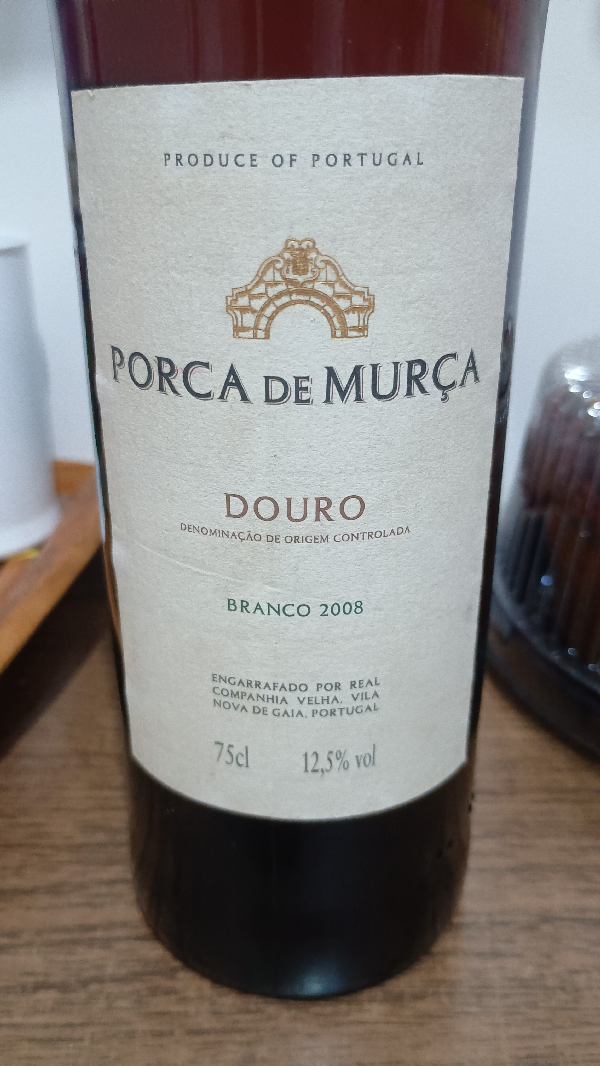 PRODUCE OF PORTUGAL
PORCA DE MURÇA
DOURO
DENOMINAÇÃO DE ORIGEM CONTROLADA
BRANCO 2008
ENGARRAFADO POR REAL
COMPANHIA VELHA. VILA
NOVA DE GAIA. PORTUGAL
75cl 12,5% vol